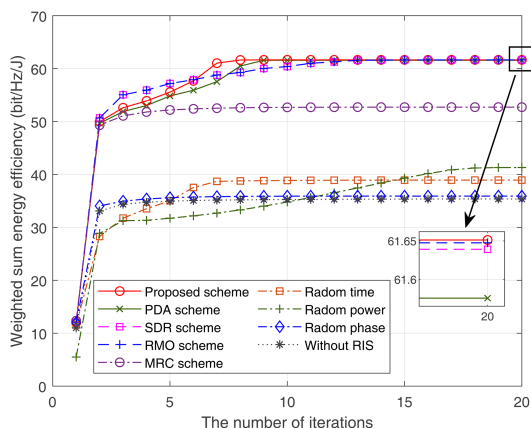 Weighted sum energy efficiency (bit/Hz/J)
70
60
50
40
30
20
10
0
61.65
61.6
20
Proposed scheme
PDA scheme
SDR scheme
RMO scheme
MRC scheme
Radom time
Radom power
Radom phase
Without RIS
0 5 10 15 20
The number of iterations